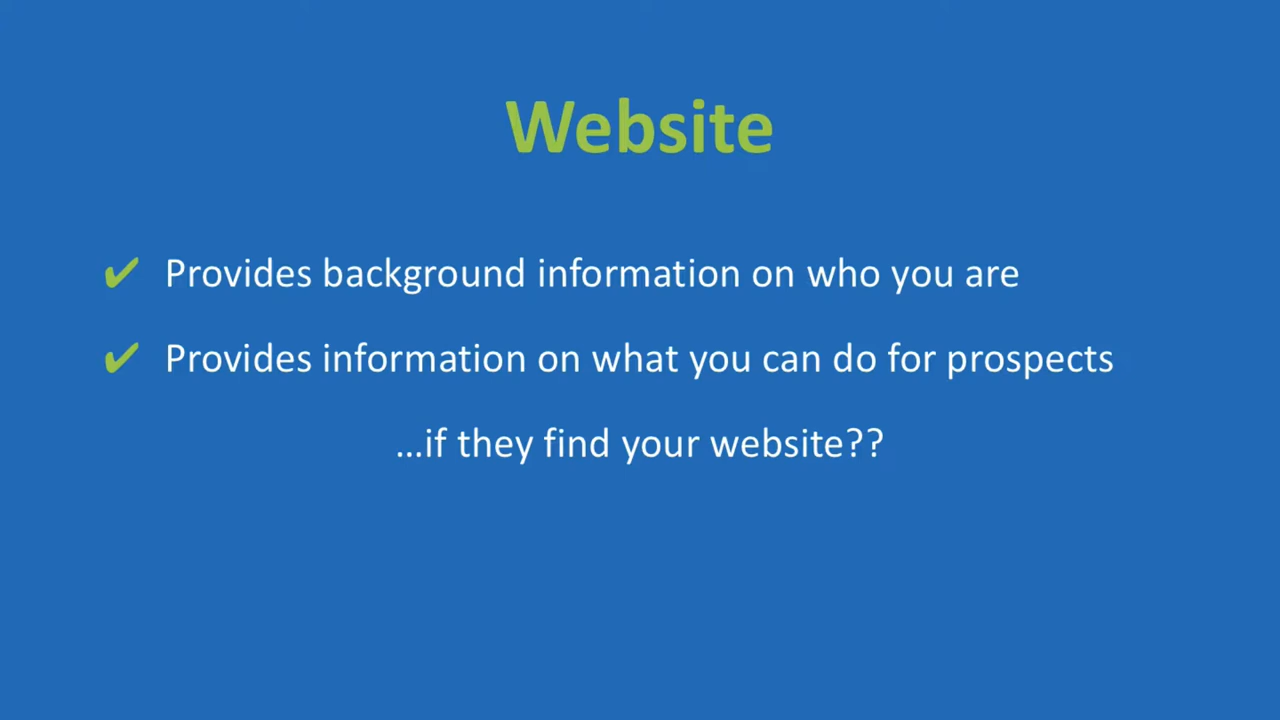 Website
✔ Provides background information on who you are
✔ Provides information on what you can do for prospects
...if they find your website??